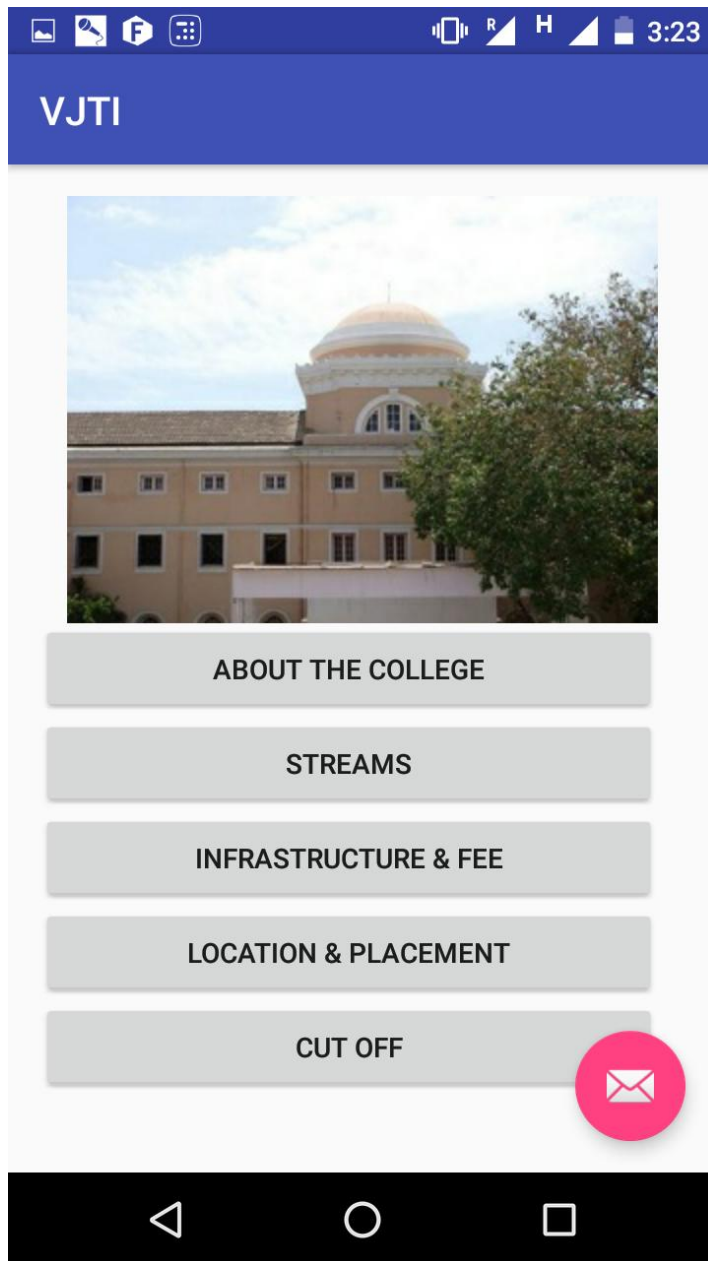 F R H 3:23
VJTI
ABOUT THE COLLEGE
STREAMS
INFRASTRUCTURE & FEE
LOCATION & PLACEMENT
CUT OFF